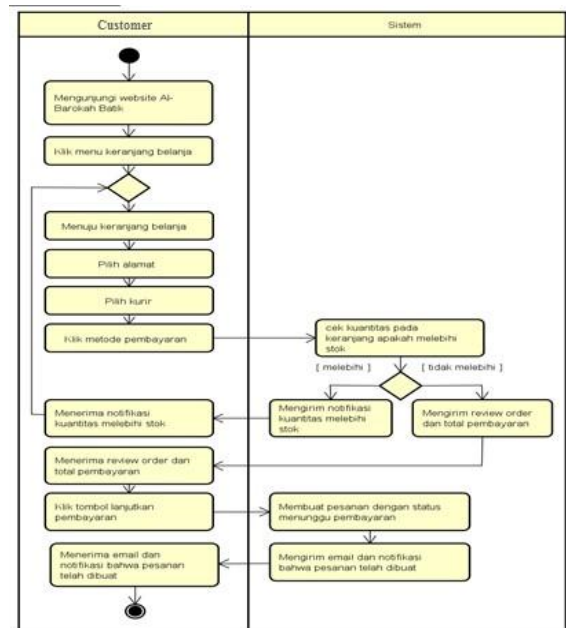 Customer
Sistem
Mengunjungi website Al-
Barokah Batik
Klik menu keranjang belanja
Menuju keranjang belanja
Pilih alamat
Pilih kurir
Klik metode pembayaran
cek kuantitas pada
keranjang apakah melebihi
stok
[ melebihi ]
[ tidak melebihi ]
Mengirim notifikasi
kuantitas melebihi
stok
Mengirim review order
dan total pembayaran
Menerima notifikasi
kuantitas melebihi stok
Menerima review order dan
total pembayaran
Klik tombol lanjutkan
pembayaran
Membuat pesanan dengan status
menunggu pembayaran
Mengirim email dan notifikasi
bahwa pesanan telah dibuat
Menerima email dan
notifikasi bahwa pesanan
telah dibuat